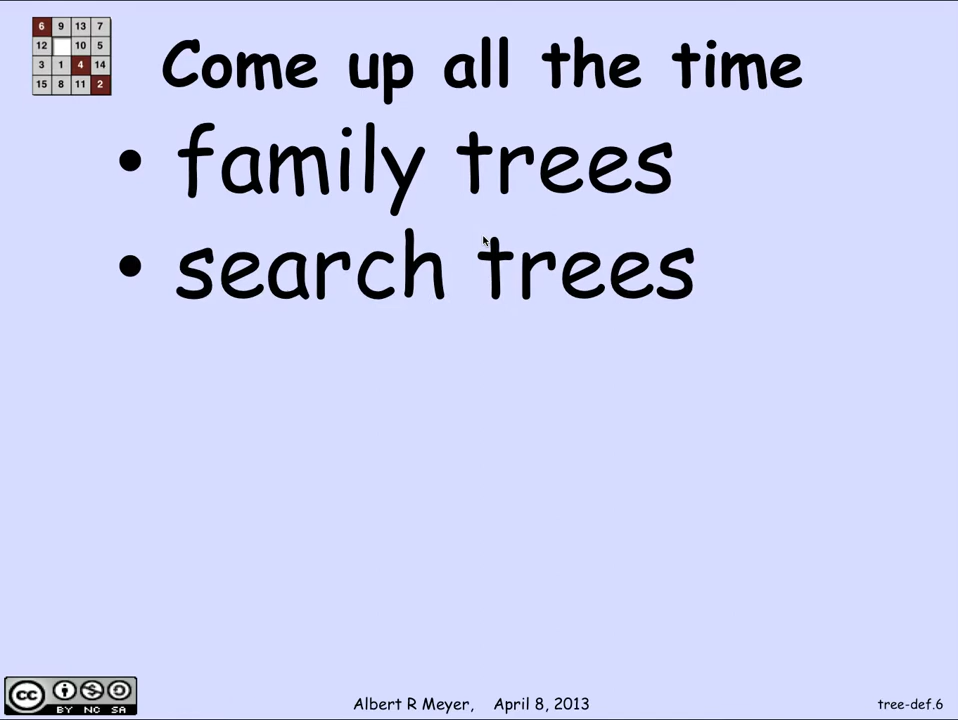 6 9 13 7
12 10 5
3 1 4 14
15 8 11 2
Come up all the time
• family trees
• search trees
cc
BY NC SA
Albert R Meyer, April 8, 2013
tree-def.6